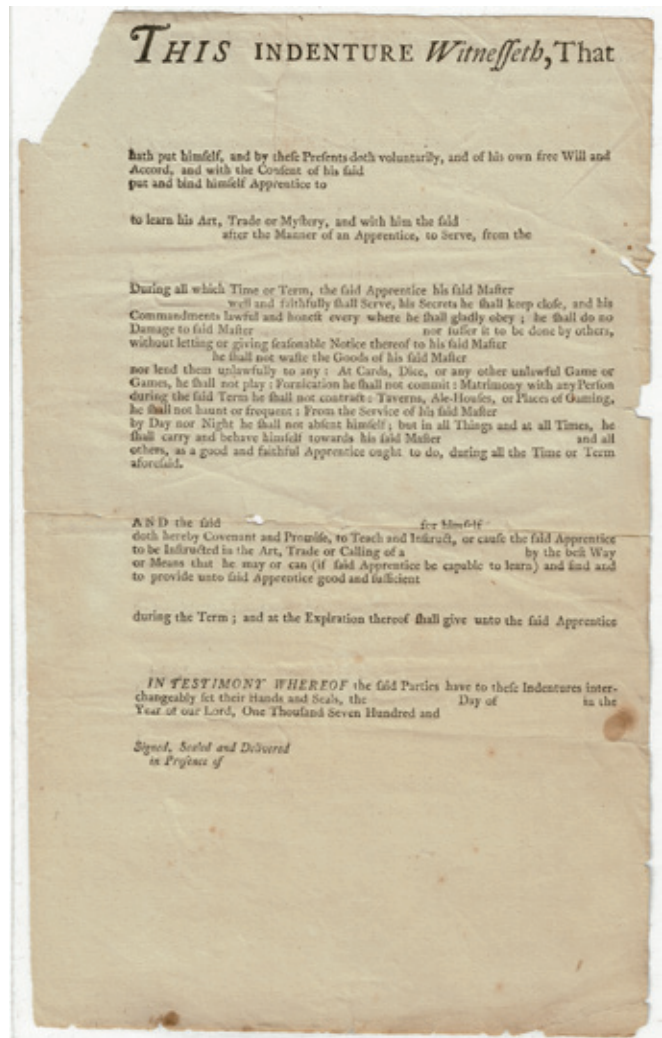 THIS INDENTURE Witneſſeth, That
hath put himſelf, and by theſe Preſents doth voluntarily, and of his own free Will and
Accord, and with the Conſent of his ſaid
put and bind himſelf Apprentice to
to learn his Art, Trade or Myſtery, and with him the ſaid
after the Manner of an Apprentice, to Serve, from the
During all which Time or Term, the ſaid Apprentice his ſaid Maſter
well and faithfully ſhall Serve, his Secrets he ſhall keep cloſe, and his
Commandments lawful and honeſt every where he ſhall gladly obey ; he ſhall do no
Damage to ſaid Maſter nor ſuffer it to be done by others,
without letting or giving ſeaſonable Notice thereof to his ſaid Maſter
he ſhall not waſte the Goods of his ſaid Maſter
nor lend them unlawfully to any : At Cards, Dice, or any other unlawful Game or
Games, he ſhall not play : Fornication he ſhall not commit : Matrimony with any Perſon
during the ſaid Term he ſhall not contract : Taverns, Ale-Houſes, or Places of Gaming,
he ſhall not haunt or frequent : From the Service of his ſaid Maſter
by Day nor Night he ſhall not abſent himſelf ; but in all Things and at all Times, he
ſhall carry and behave himſelf towards his ſaid Maſter and all
others, as a good and faithful Apprentice ought to do, during all the Time or Term
aforeſaid.
AND the ſaid for himſelf
doth hereby Covenant and Promiſe, to Teach and Inſtruct, or cauſe the ſaid Apprentice
to be Inſtructed in the Art, Trade or Calling of a by the beſt Way
or Means that he may or can (if ſaid Apprentice be capable to learn) and find and
to provide unto ſaid Apprentice good and ſufficient
during the Term ; and at the Expiration thereof ſhall give unto the ſaid Apprentice
IN TESTIMONY WHEREOF the ſaid Parties have to theſe Indentures inter-
changeably ſet their Hands and Seals, the Day of in the
Year of our Lord, One Thouſand Seven Hundred and
Signed, Sealed and Delivered
in Preſence of